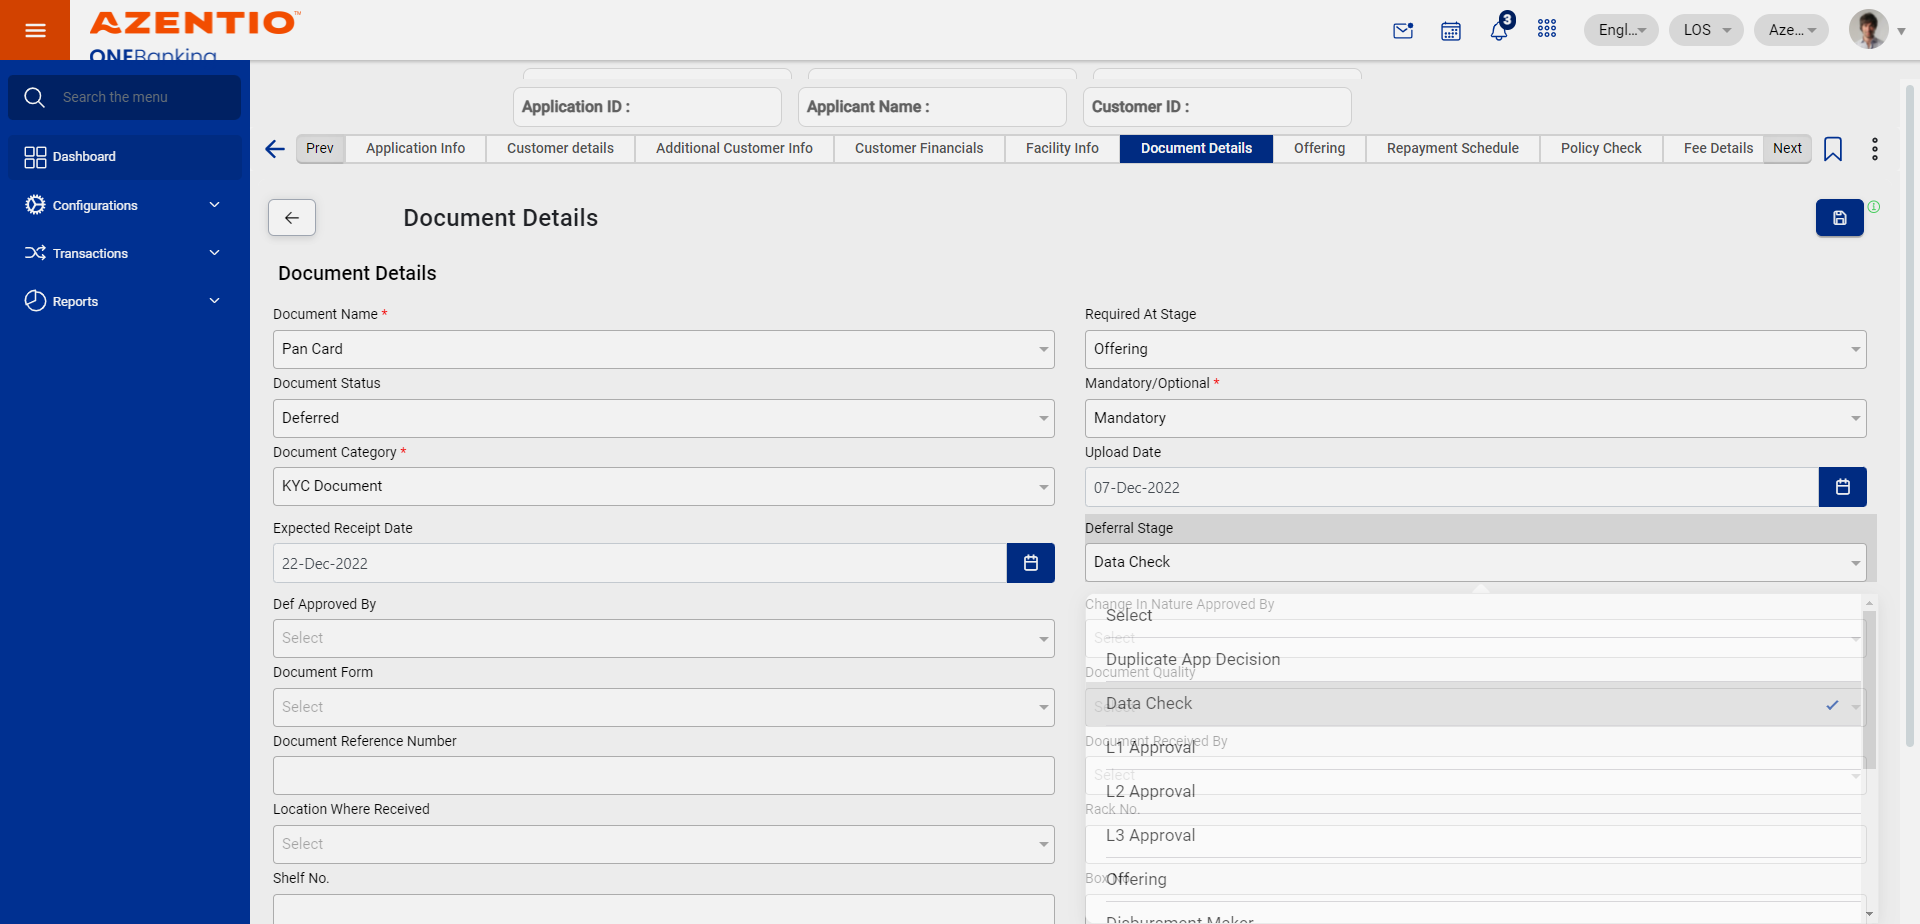 AZENTIO™
ONEBanking
3
Engl...
LOS
Aze...
Search the menu
Dashboard
Configurations
Transactions
Reports
Application ID :
Applicant Name :
Customer ID :
Prev
Application Info
Customer details
Additional Customer Info
Customer Financials
Facility Info
Document Details
Offering
Repayment Schedule
Policy Check
Fee Details
Next
Document Details
Document Details
Document Name *
Required At Stage
Pan Card
Offering
Document Status
Mandatory/Optional *
Deferred
Mandatory
Document Category *
Upload Date
KYC Document
07-Dec-2022
Expected Receipt Date
Deferral Stage
22-Dec-2022
Data Check
Def Approved By
Change In Nature Approved By
Select
Select
Select
Duplicate App Decision
Document Form
Document Quality
Select
Data Check
Document Reference Number
Document Received By
L1 Approval
Select
L2 Approval
Location Where Received
Rack No.
Select
L3 Approval
Shelf No.
Box No.
Offering
Disbursment Maker